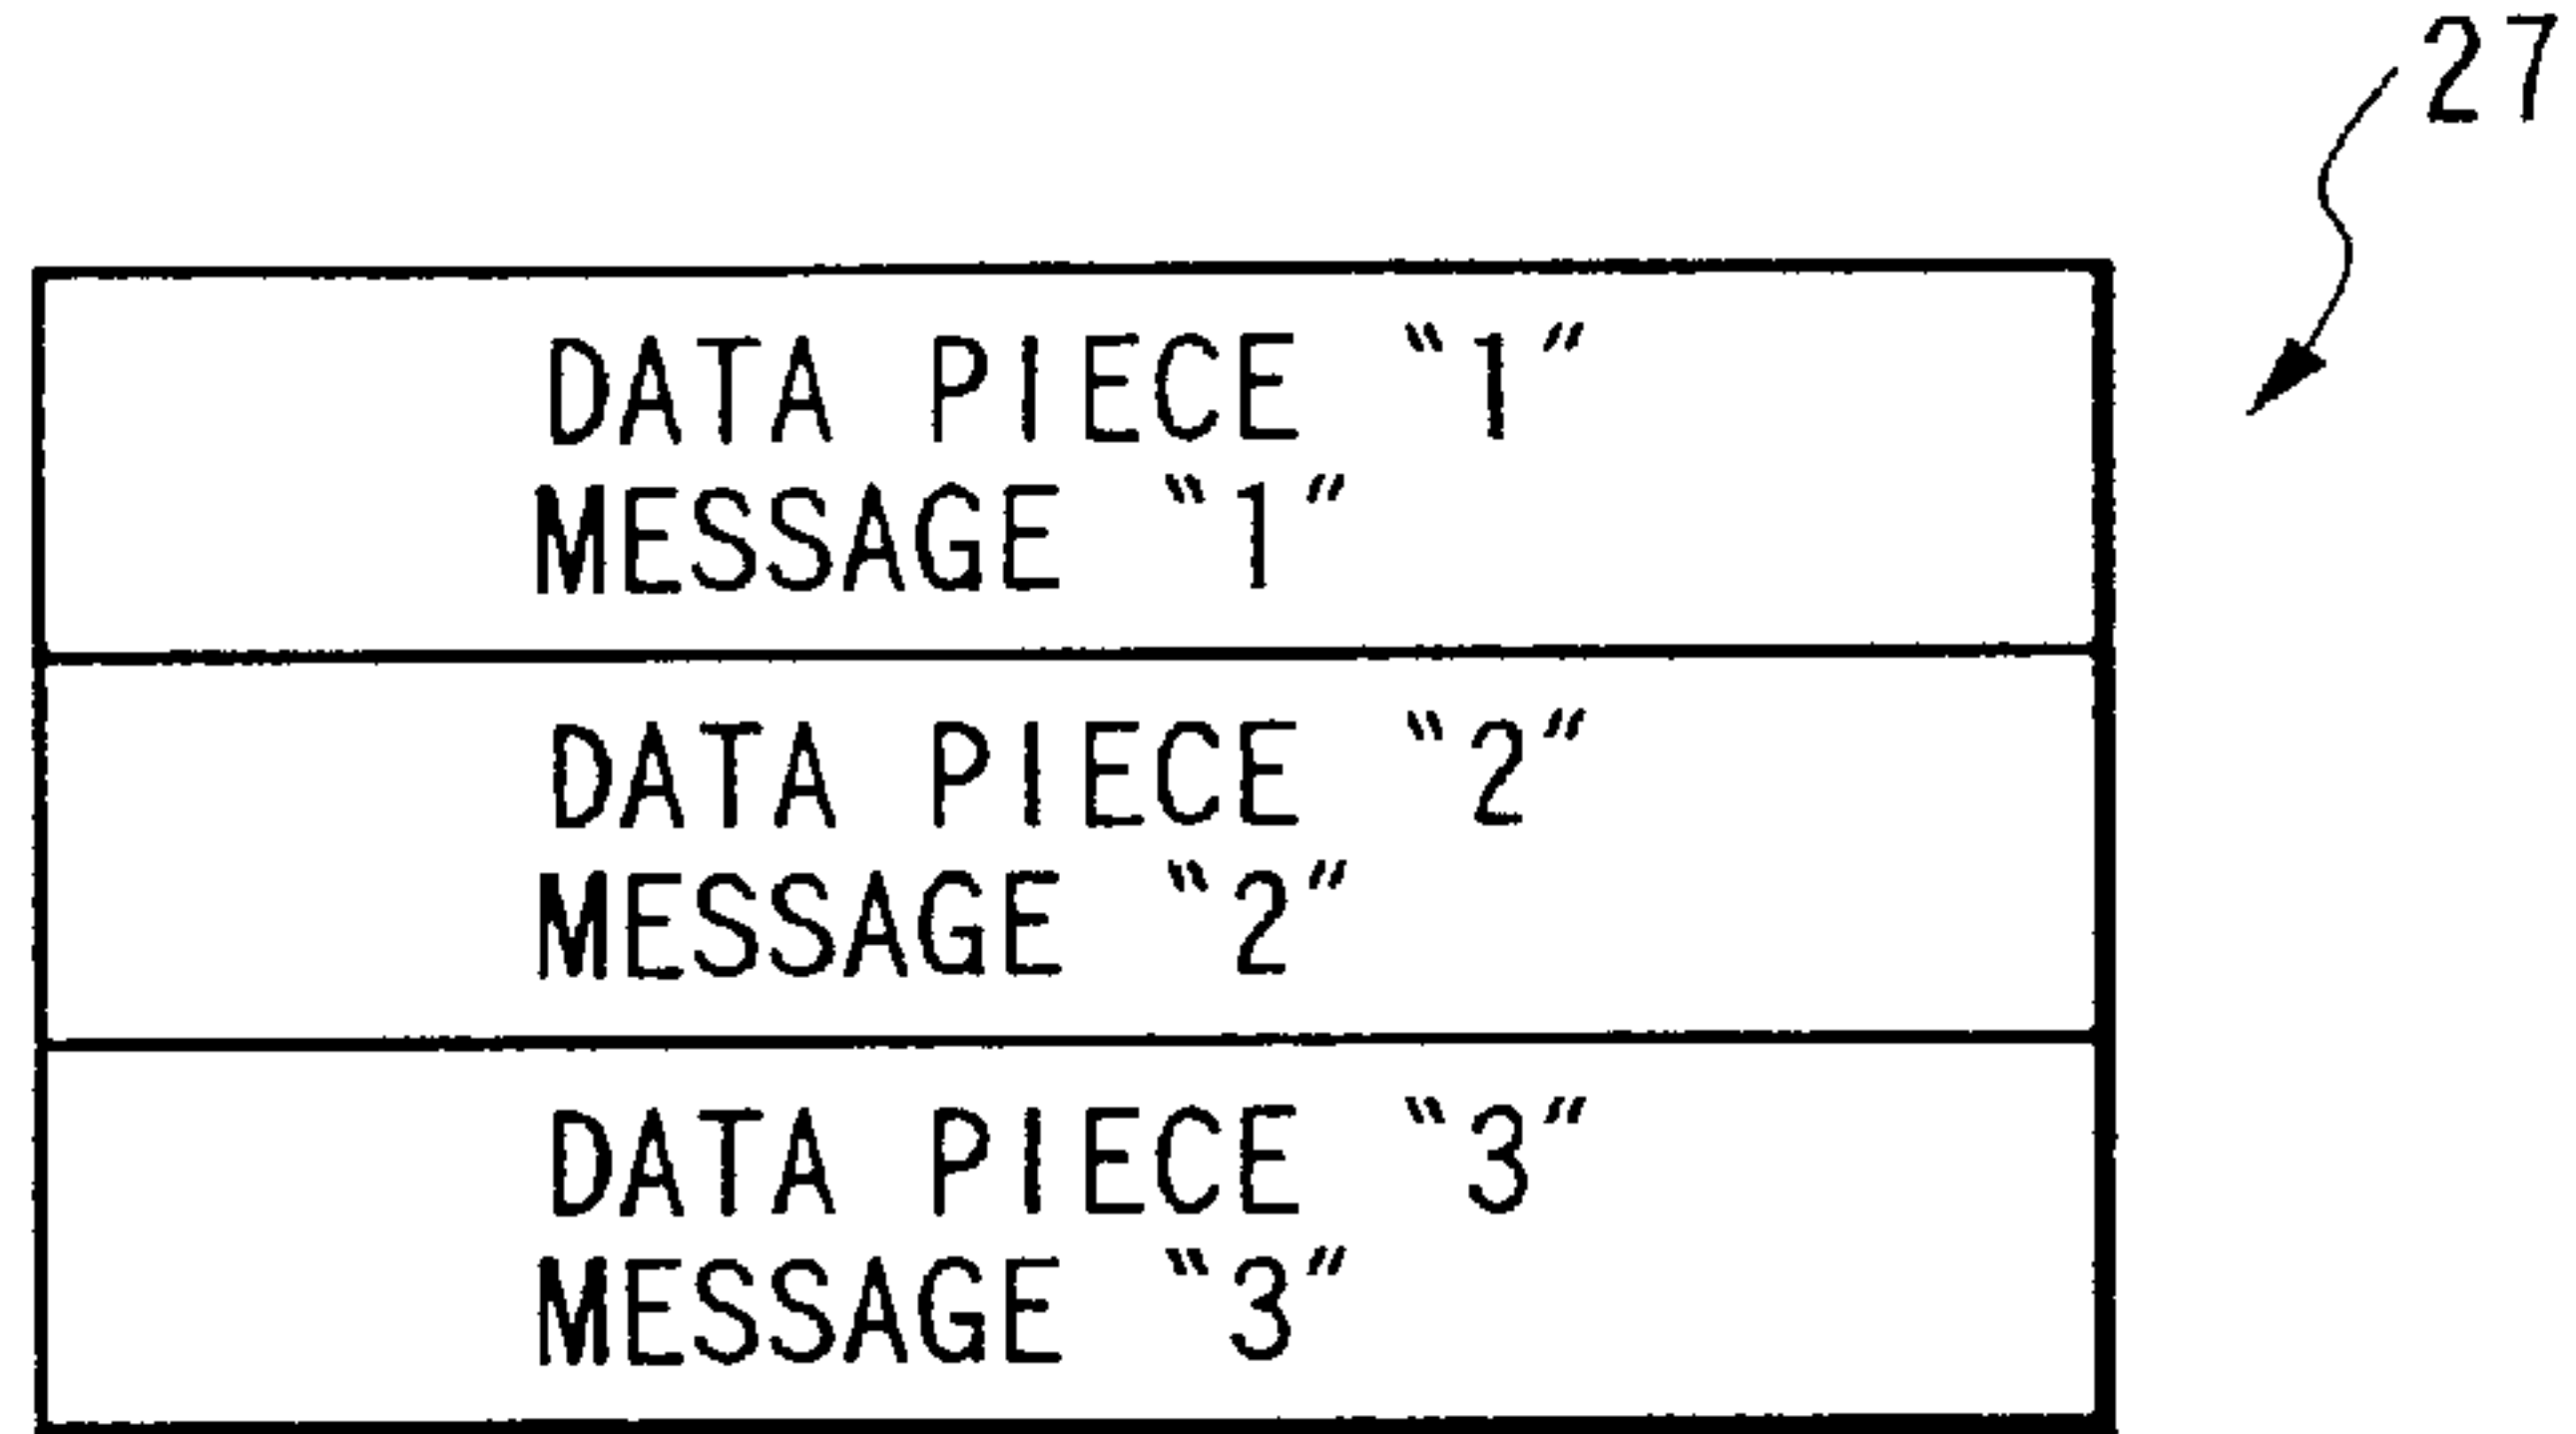 27
DATA PIECE “1”
MESSAGE “1”
DATA PIECE “2”
MESSAGE “2”
DATA PIECE “3”
MESSAGE “3”